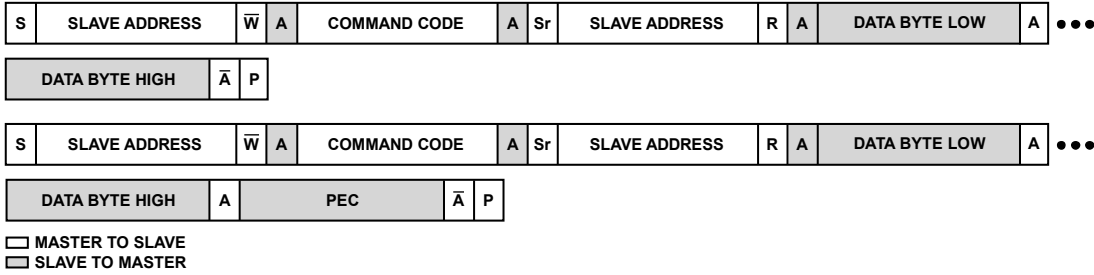 S SLAVE ADDRESS W̅ A COMMAND CODE A Sr SLAVE ADDRESS R A DATA BYTE LOW A •••
DATA BYTE HIGH A̅ P
S SLAVE ADDRESS W̅ A COMMAND CODE A Sr SLAVE ADDRESS R A DATA BYTE LOW A •••
DATA BYTE HIGH A PEC A̅ P
MASTER TO SLAVE
SLAVE TO MASTER